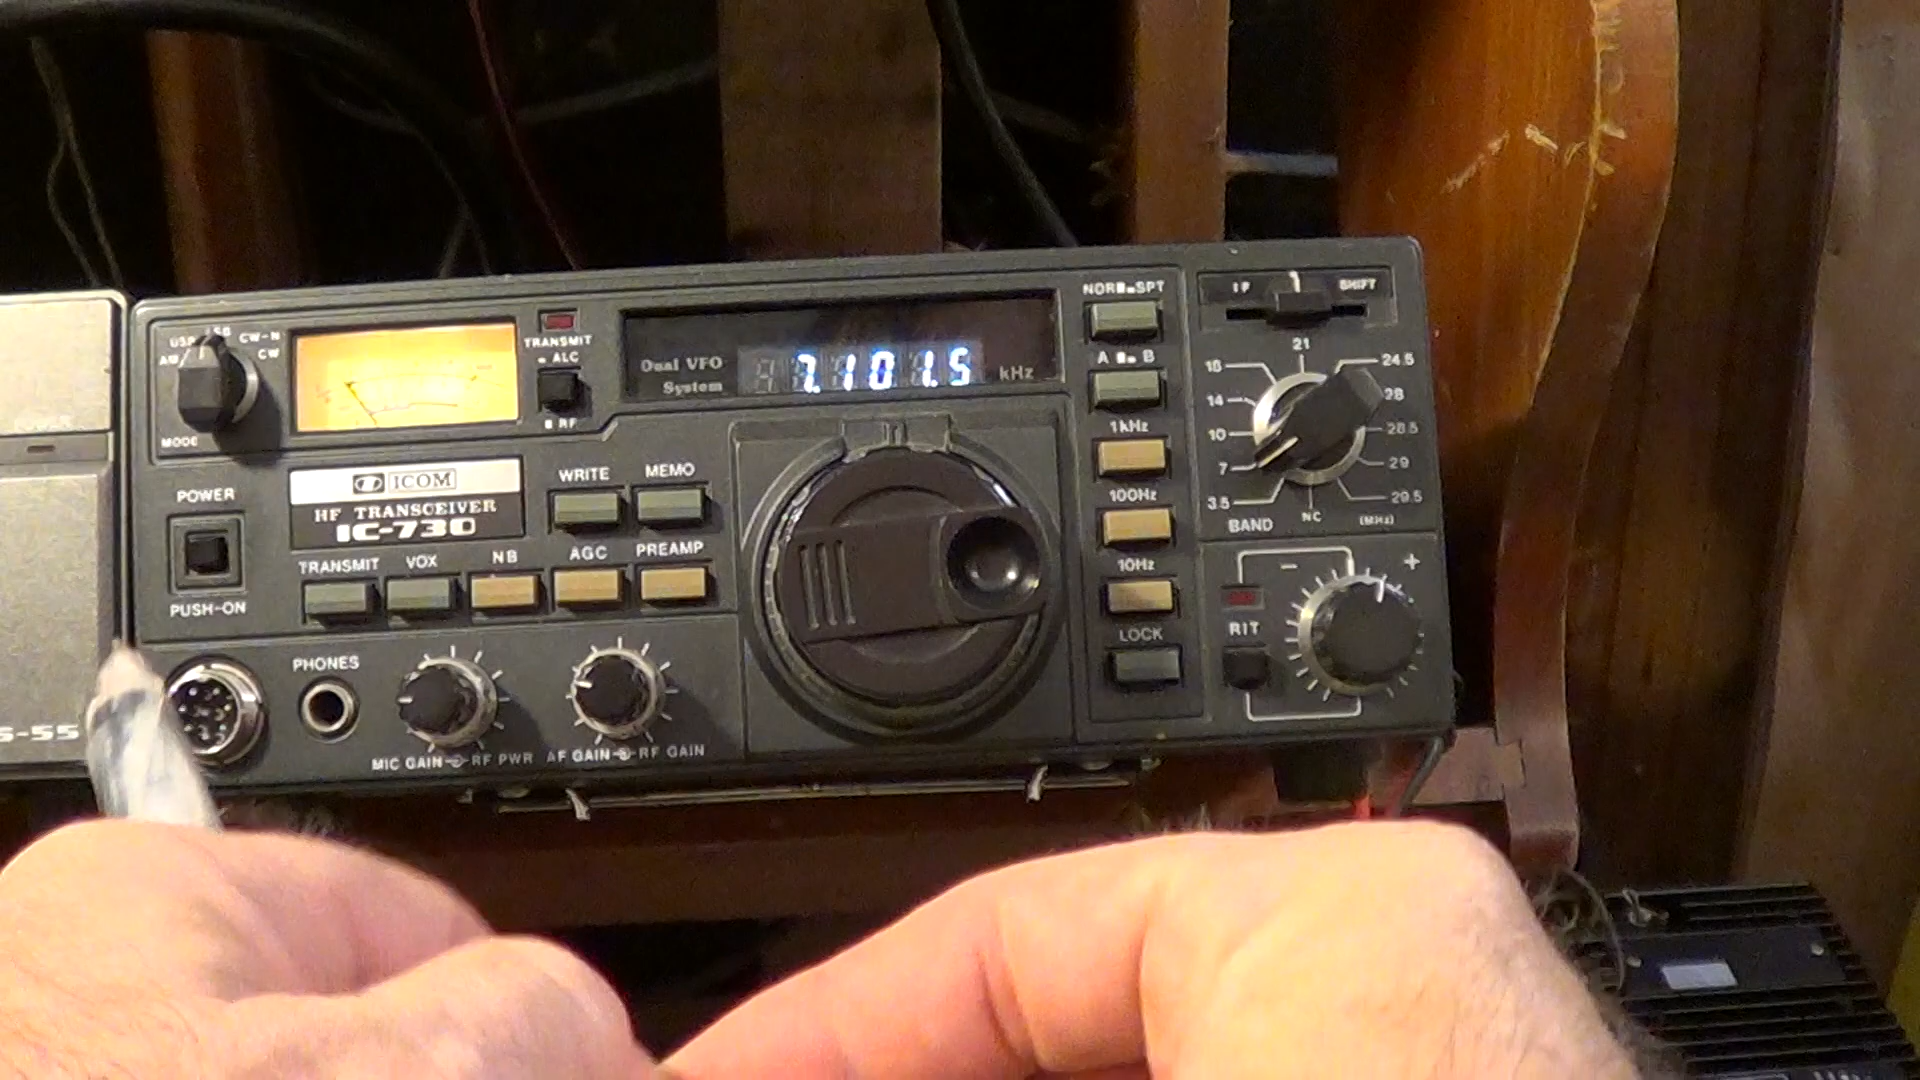 USB LSB CW-N
AM CW
MODE
TRANSMIT
ALC
RF
Dual VFO
System
7.101.5 kHz
NOR SPT
A B
1kHz
100Hz
10Hz
LOCK
IF SHIFT
21
18 24.5
14 28
10 28.5
7 29
3.5 29.5
BAND NC (MHz)
- +
RIT
POWER
PUSH-ON
ICOM
HF TRANSCEIVER
IC-730
WRITE MEMO
TRANSMIT VOX NB AGC PREAMP
PHONES
MIC GAIN RF PWR AF GAIN RF GAIN
S-55